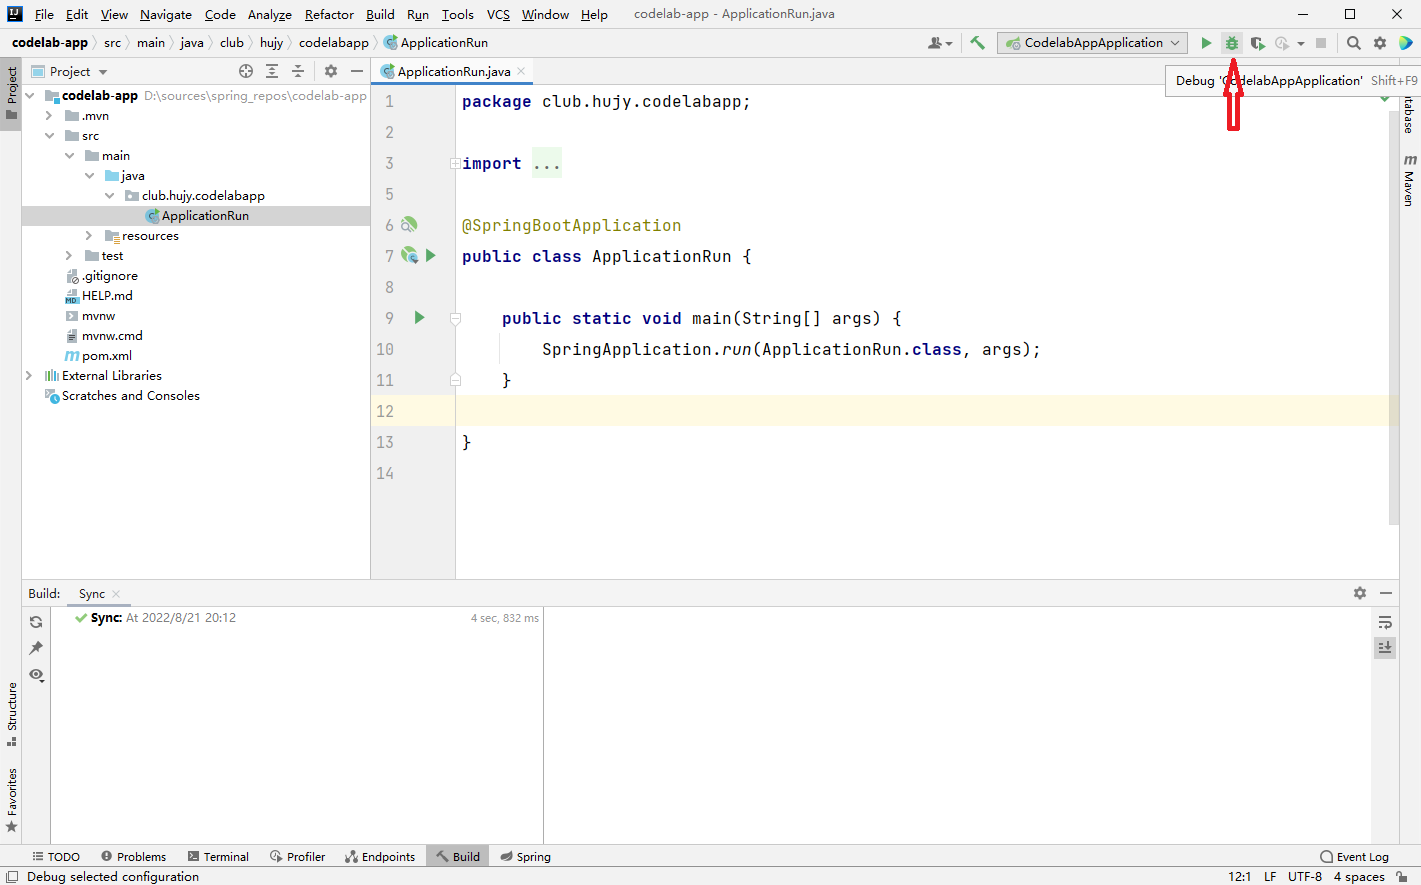 File Edit View Navigate Code Analyze Refactor Build Run Tools VCS Window Help codelab-app - ApplicationRun.java
codelab-app src main java club hujy codelabapp ApplicationRun CodelabAppApplication
Project ApplicationRun.java
Debug 'CodelabAppApplication' Shift+F9
Project
codelab-app D:\sources\spring_repos\codelab-app
.mvn
src
main
java
club.hujy.codelabapp
ApplicationRun
resources
test
.gitignore
HELP.md
mvnw
mvnw.cmd
pom.xml
External Libraries
Scratches and Consoles
1 package club.hujy.codelabapp;
2
3 import ...
5
6 @SpringBootApplication
7 public class ApplicationRun {
8
9 public static void main(String[] args) {
10 SpringApplication.run(ApplicationRun.class, args);
11 }
12
13 }
14
Maven
Build: Sync
Sync: At 2022/8/21 20:12 4 sec, 832 ms
Structure
Favorites
TODO Problems Terminal Profiler Endpoints Build Spring Event Log
Debug selected configuration 12:1 LF UTF-8 4 spaces